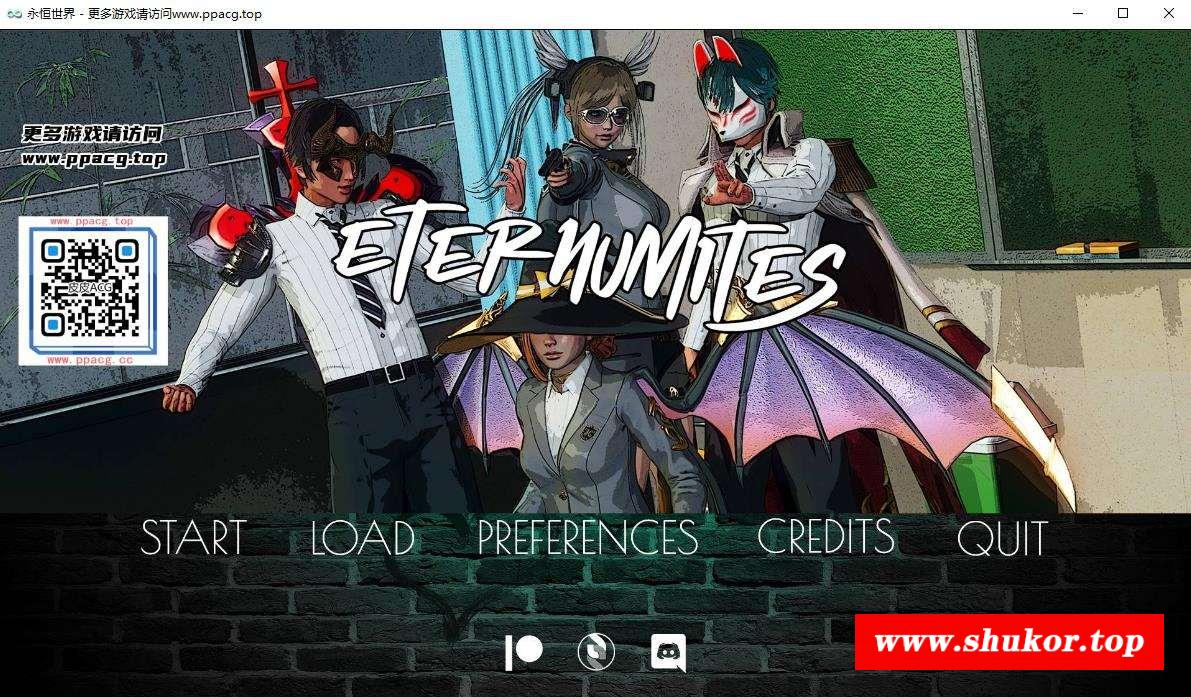 永恒世界 - 更多游戏请访问www.ppacg.top
更多游戏请访问
www.ppacg.top
www.ppacg.top
皮皮ACG
www.ppacg.cc
ETERNUMITES
START LOAD PREFERENCES CREDITS QUIT
www.shukor.top